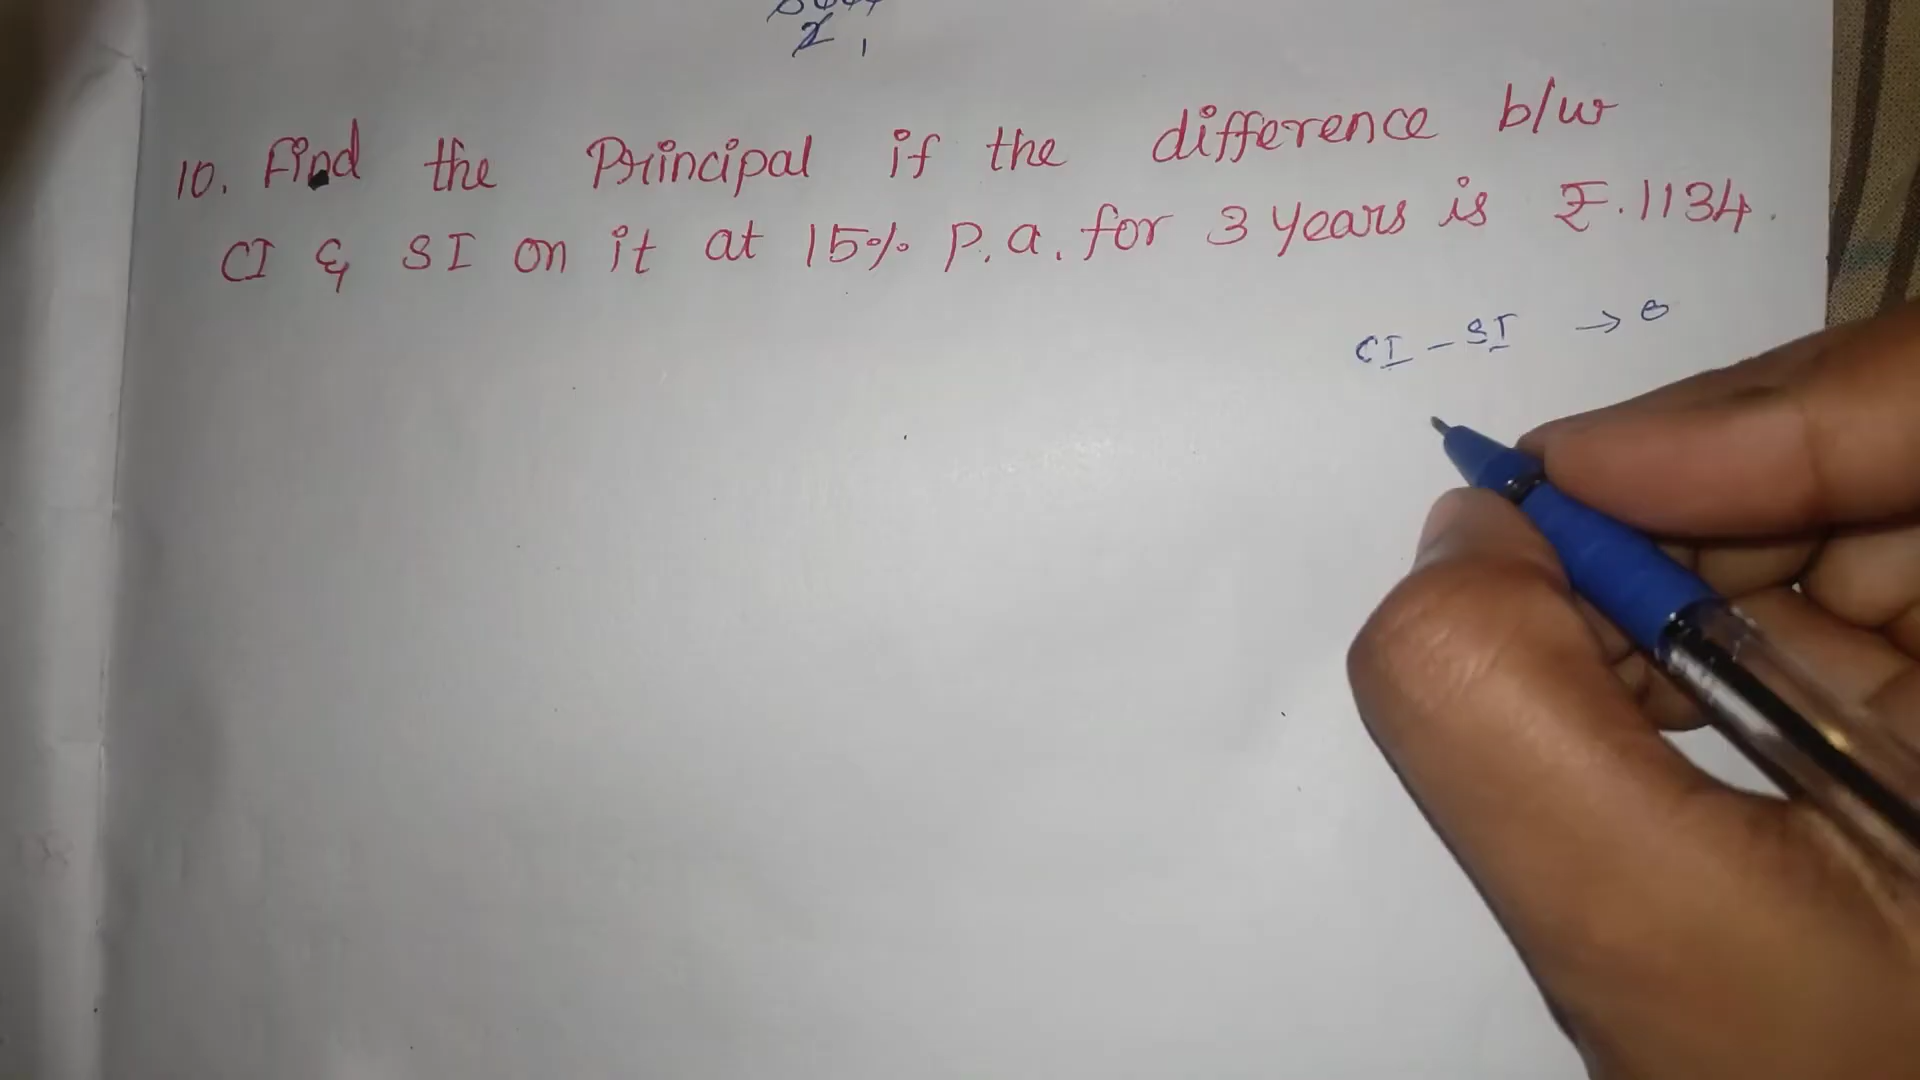 2
10. Find the Principal if the difference b/w
CI & SI on it at 15% P.a. for 3 years is ₹.1134.
CI - SI →